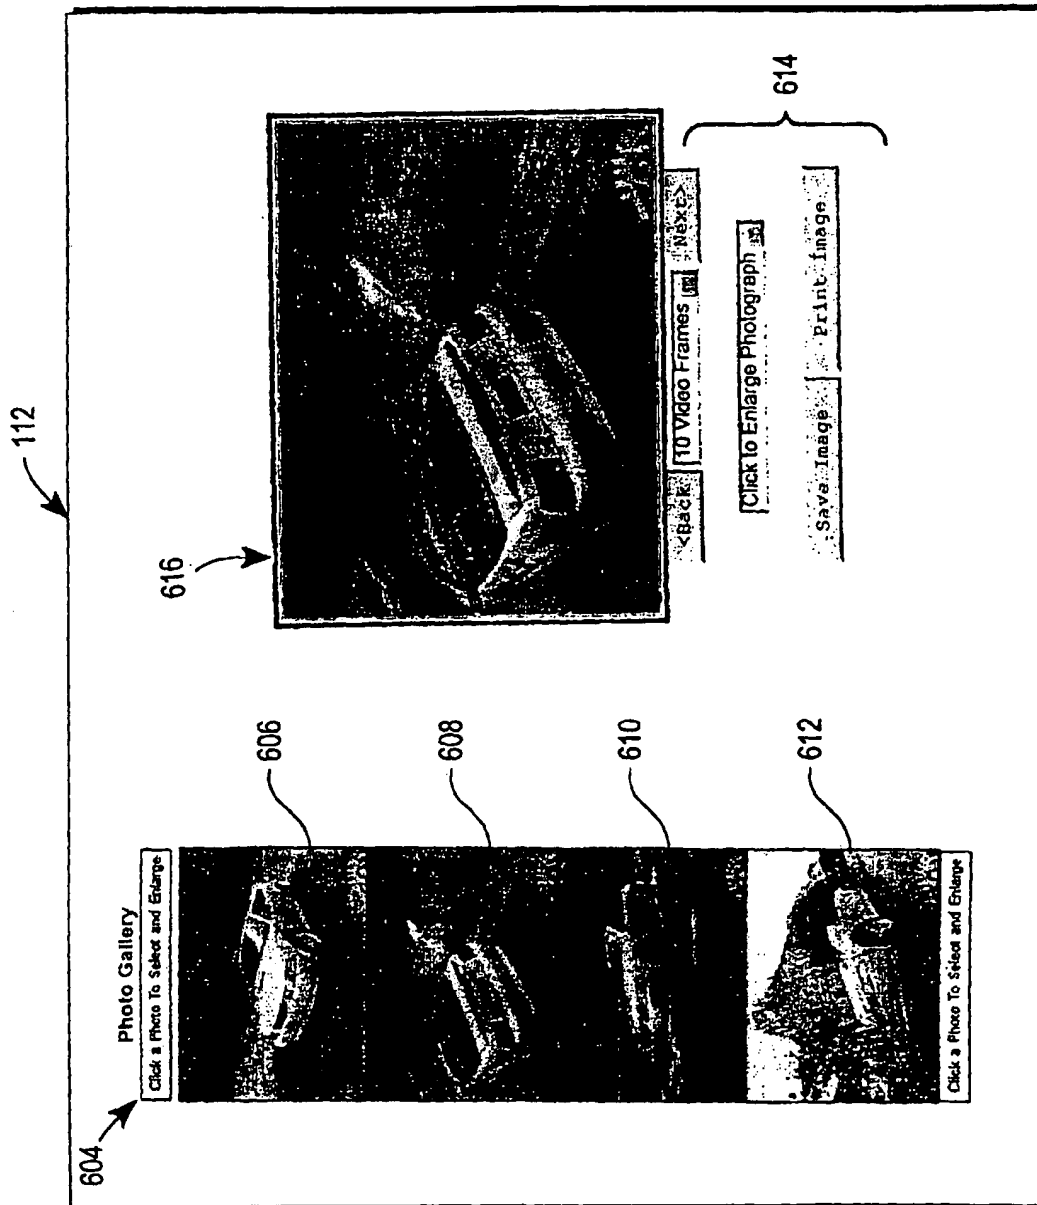 112
604
Photo Gallery
Click a Photo To Select and Enlarge
606
608
610
612
Click a Photo To Select and Enlarge
616
<Back
10 Video Frames
Next>
Click to Enlarge Photograph
Save Image
Print Image
614